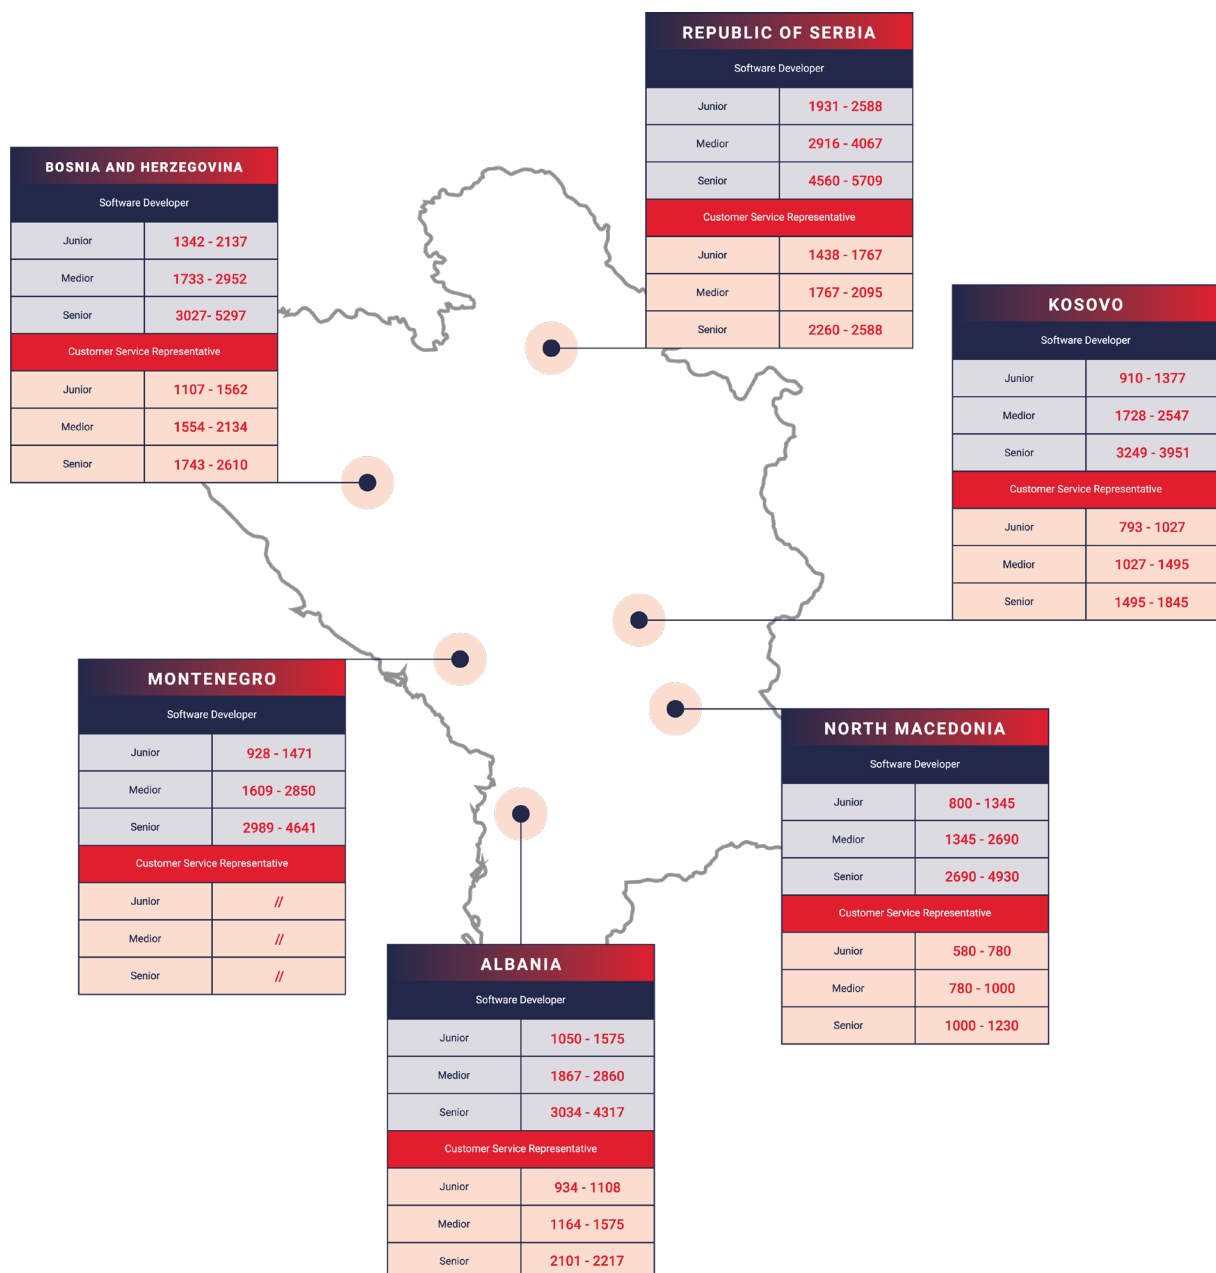 REPUBLIC OF SERBIA
Software Developer
Junior 1931 - 2588
Medior 2916 - 4067
Senior 4560 - 5709
Customer Service Representative
Junior 1438 - 1767
Medior 1767 - 2095
Senior 2260 - 2588
BOSNIA AND HERZEGOVINA
Software Developer
Junior 1342 - 2137
Medior 1733 - 2952
Senior 3027- 5297
Customer Service Representative
Junior 1107 - 1562
Medior 1554 - 2134
Senior 1743 - 2610
KOSOVO
Software Developer
Junior 910 - 1377
Medior 1728 - 2547
Senior 3249 - 3951
Customer Service Representative
Junior 793 - 1027
Medior 1027 - 1495
Senior 1495 - 1845
MONTENEGRO
Software Developer
Junior 928 - 1471
Medior 1609 - 2850
Senior 2989 - 4641
Customer Service Representative
Junior //
Medior //
Senior //
NORTH MACEDONIA
Software Developer
Junior 800 - 1345
Medior 1345 - 2690
Senior 2690 - 4930
Customer Service Representative
Junior 580 - 780
Medior 780 - 1000
Senior 1000 - 1230
ALBANIA
Software Developer
Junior 1050 - 1575
Medior 1867 - 2860
Senior 3034 - 4317
Customer Service Representative
Junior 934 - 1108
Medior 1164 - 1575
Senior 2101 - 2217